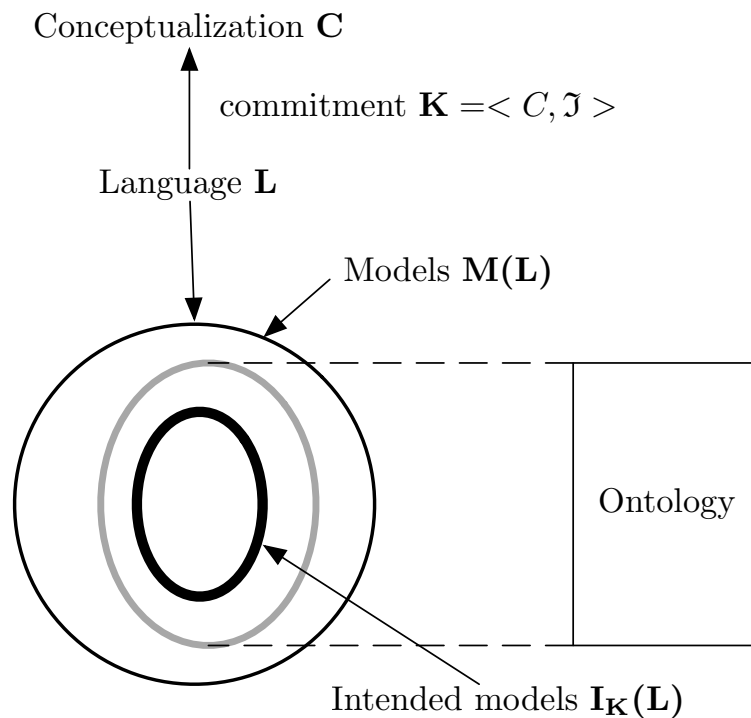 Conceptualization C
commitment K =< C, ℑ >
Language L
Models M(L)
Ontology
Intended models I_K(L)